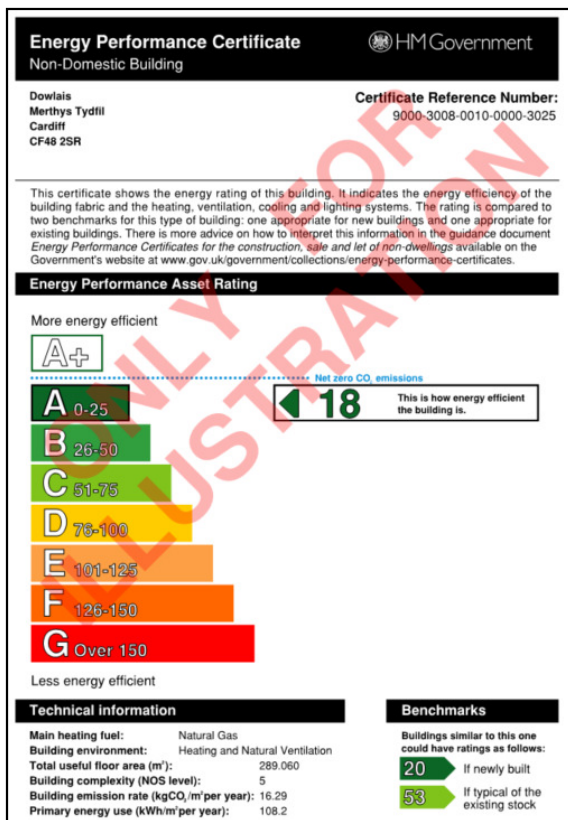 Energy Performance Certificate
HM Government
Non-Domestic Building
Dowlais
Merthys Tydfil
Cardiff
CF48 2SR
Certificate Reference Number:
9000-3008-0010-0000-3025
This certificate shows the energy rating of this building. It indicates the energy efficiency of the
building fabric and the heating, ventilation, cooling and lighting systems. The rating is compared to
two benchmarks for this type of building: one appropriate for new buildings and one appropriate for
existing buildings. There is more advice on how to interpret this information in the guidance document
Energy Performance Certificates for the construction, sale and let of non-dwellings available on the
Government's website at www.gov.uk/government/collections/energy-performance-certificates.
Energy Performance Asset Rating
More energy efficient
A+
Net zero CO₂ emissions
A 0-25
18
This is how energy efficient
the building is.
B 26-50
C 51-75
D 76-100
E 101-125
F 126-150
G Over 150
Less energy efficient
ONLY FOR
ILLUSTRATION
Technical information
Main heating fuel: Natural Gas
Building environment: Heating and Natural Ventilation
Total useful floor area (m²): 289.060
Building complexity (NOS level): 5
Building emission rate (kgCO₂/m²per year): 16.29
Primary energy use (kWh/m²per year): 108.2
Benchmarks
Buildings similar to this one
could have ratings as follows:
20 If newly built
53 If typical of the
existing stock